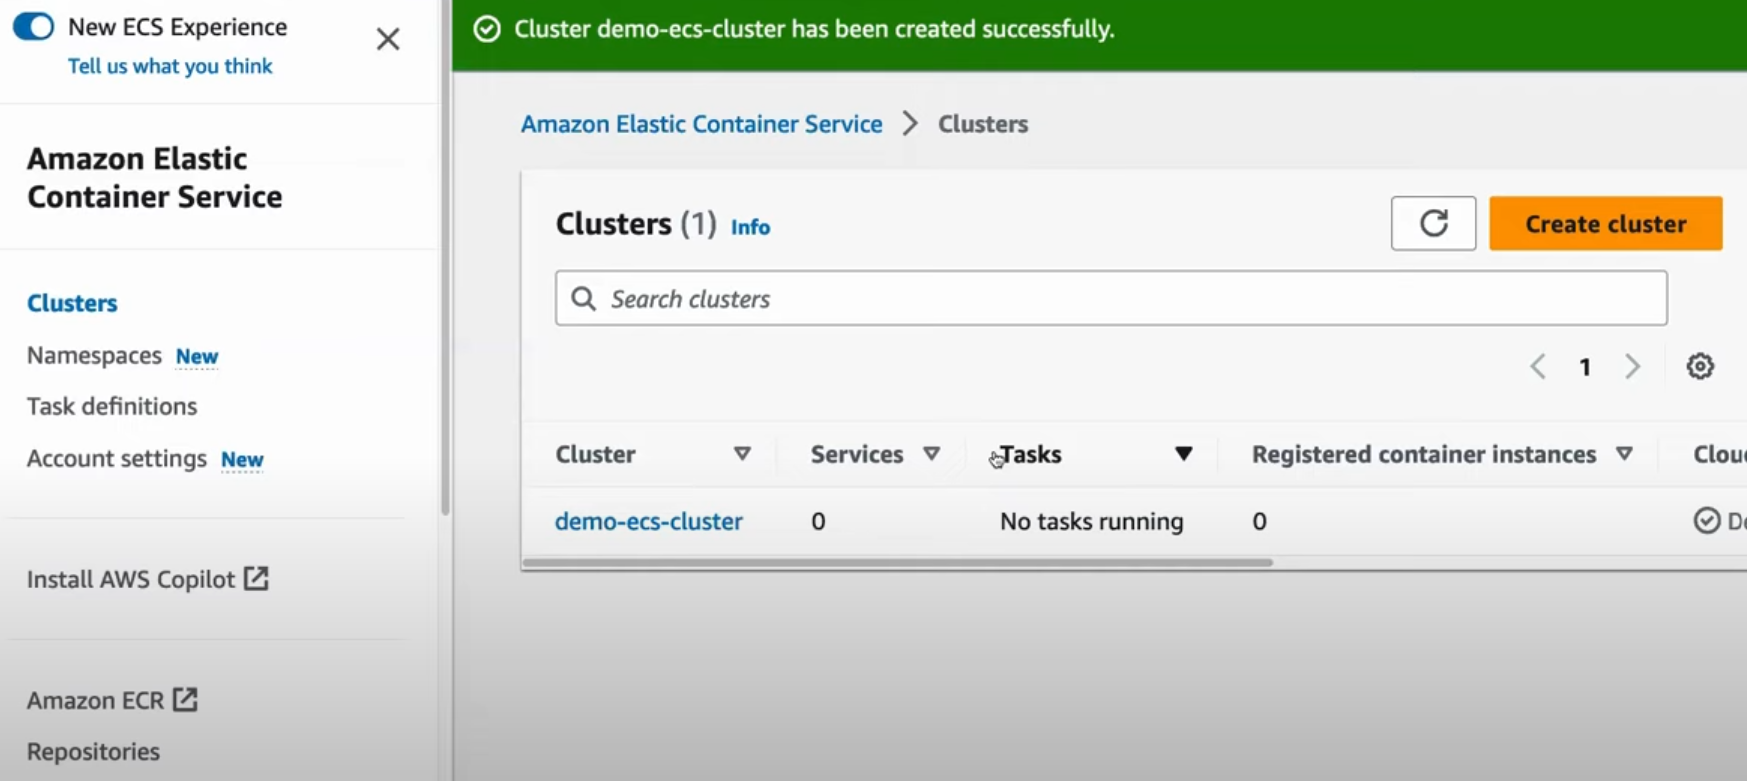 New ECS Experience
Tell us what you think
Cluster demo-ecs-cluster has been created successfully.
Amazon Elastic Container Service
Clusters
Amazon Elastic
Container Service
Clusters (1) Info
Create cluster
Search clusters
Clusters
Namespaces New
Task definitions
Account settings New
1
Cluster Services Tasks Registered container instances
demo-ecs-cluster 0 No tasks running 0
Install AWS Copilot
Amazon ECR
Repositories